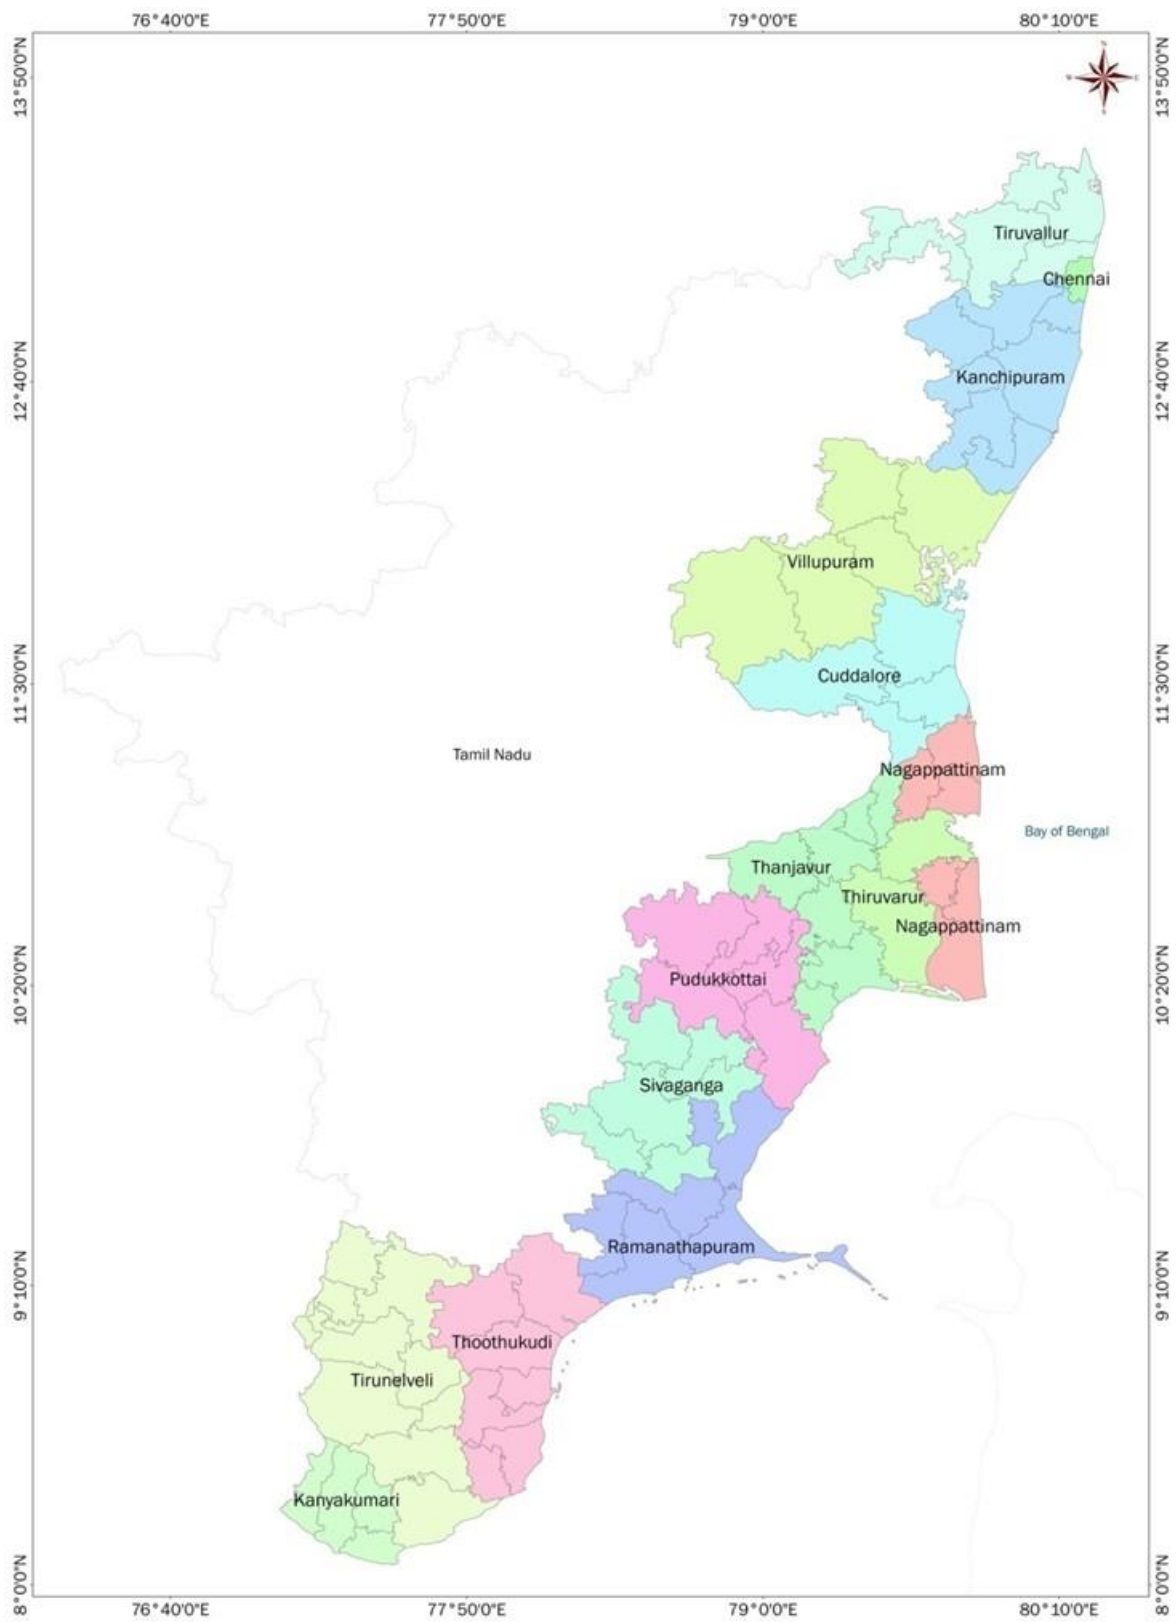 76°40'0"E 77°50'0"E 79°0'0"E 80°10'0"E
13°50'0"N 13°50'0"N
Tiruvallur
Chennai
12°40'0"N Kanchipuram 12°40'0"N
Villupuram
11°30'0"N Cuddalore 11°30'0"N
Tamil Nadu
Nagappattinam
Bay of Bengal
Thanjavur
Thiruvarur
Nagappattinam
10°20'0"N Pudukkottai 10°20'0"N
Sivaganga
Ramanathapuram
9°10'0"N 9°10'0"N
Thoothukudi
Tirunelveli
Kanyakumari
8°0'0"N 8°0'0"N
76°40'0"E 77°50'0"E 79°0'0"E 80°10'0"E